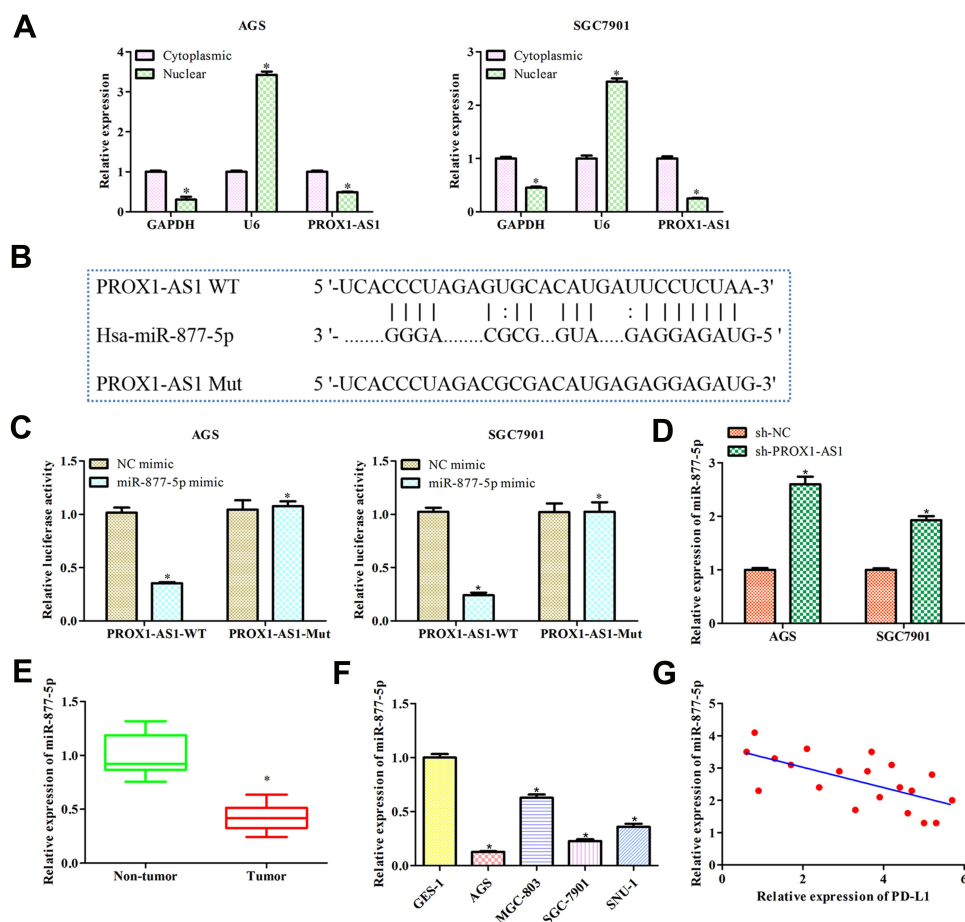 A
AGS
Relative expression
4
3
2
1
0
Cytoplasmic
Nuclear
*
*
*
GAPDH
U6
PROX1-AS1
SGC7901
Relative expression
3
2
1
0
Cytoplasmic
Nuclear
*
*
*
GAPDH
U6
PROX1-AS1
B
PROX1-AS1 WT 5 '-UCACCCUAGAGUGCACAUGAUUCCUCUAA-3'
| | | | | : | | | | | : | | | | | | |
Hsa-miR-877-5p 3 '- ........GGGA.........CGCG...GUA.....GAGGAGAUG-5 '
PROX1-AS1 Mut 5 '-UCACCCUAGACGCGACAUGAGAGGAGAUG-3'
C
AGS
Relative luciferase activity
1.5
1.0
0.5
0.0
NC mimic
miR-877-5p mimic
*
*
PROX1-AS1-WT
PROX1-AS1-Mut
SGC7901
Relative luciferase activity
1.5
1.0
0.5
0.0
NC mimic
miR-877-5p mimic
*
*
PROX1-AS1-WT
PROX1-AS1-Mut
D
sh-NC
sh-PROX1-AS1
Relative expression of miR-877-5p
3
2
1
0
*
*
AGS
SGC7901
E
Relative expression of miR-877-5p
1.5
1.0
0.5
0.0
*
Non-tumor
Tumor
F
Relative expression of miR-877-5p
1.5
1.0
0.5
0.0
*
*
*
*
GES-1
AGS
MGC-803
SGC-7901
SNU-1
G
Relative expression of miR-877-5p
5
4
3
2
1
0
0
2
4
6
Relative expression of PD-L1